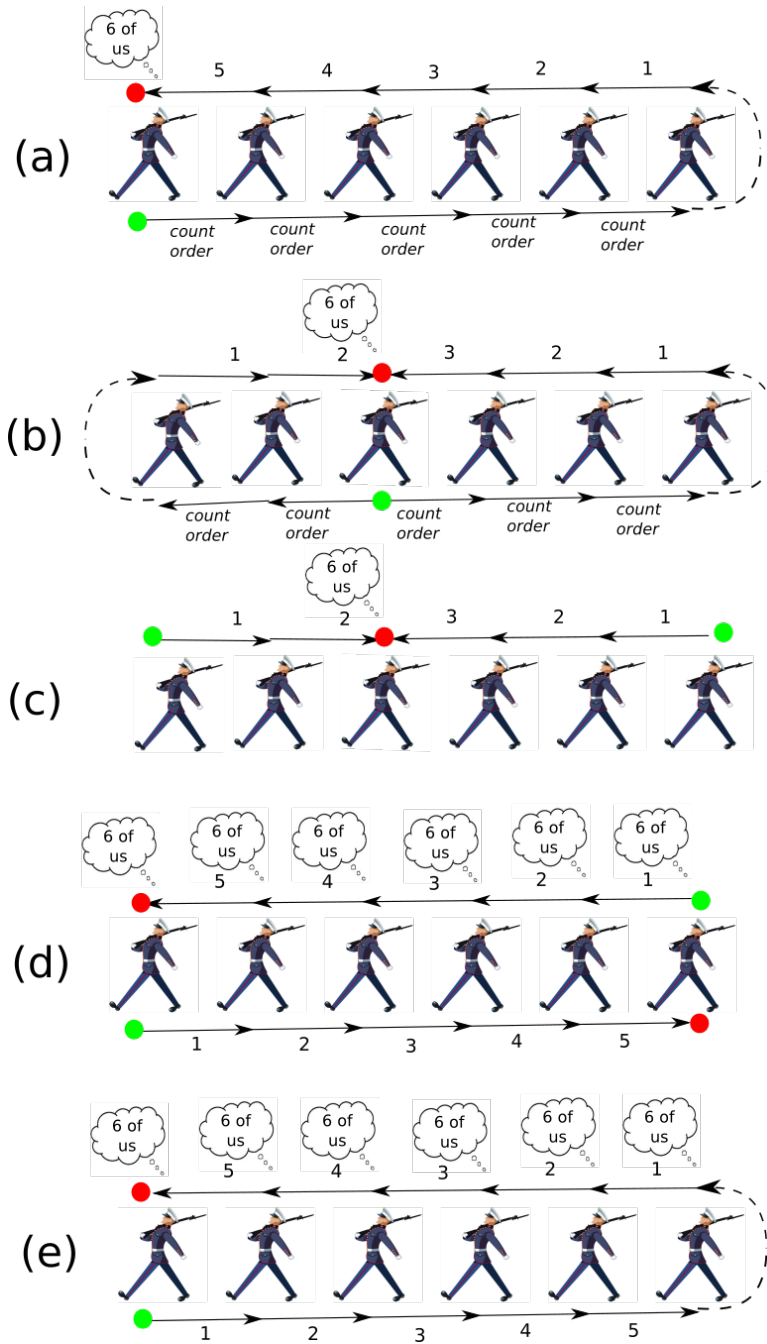 6 of
us
5 4 3 2 1
(a)
count count count count count
order order order order order
6 of
us
1 2 3 2 1
(b)
count count count count count
order order order order order
6 of
us
1 2 3 2 1
(c)
6 of 6 of 6 of 6 of 6 of 6 of
us us us us us us
5 4 3 2 1
(d)
1 2 3 4 5
6 of 6 of 6 of 6 of 6 of 6 of
us us us us us us
5 4 3 2 1
(e)
1 2 3 4 5